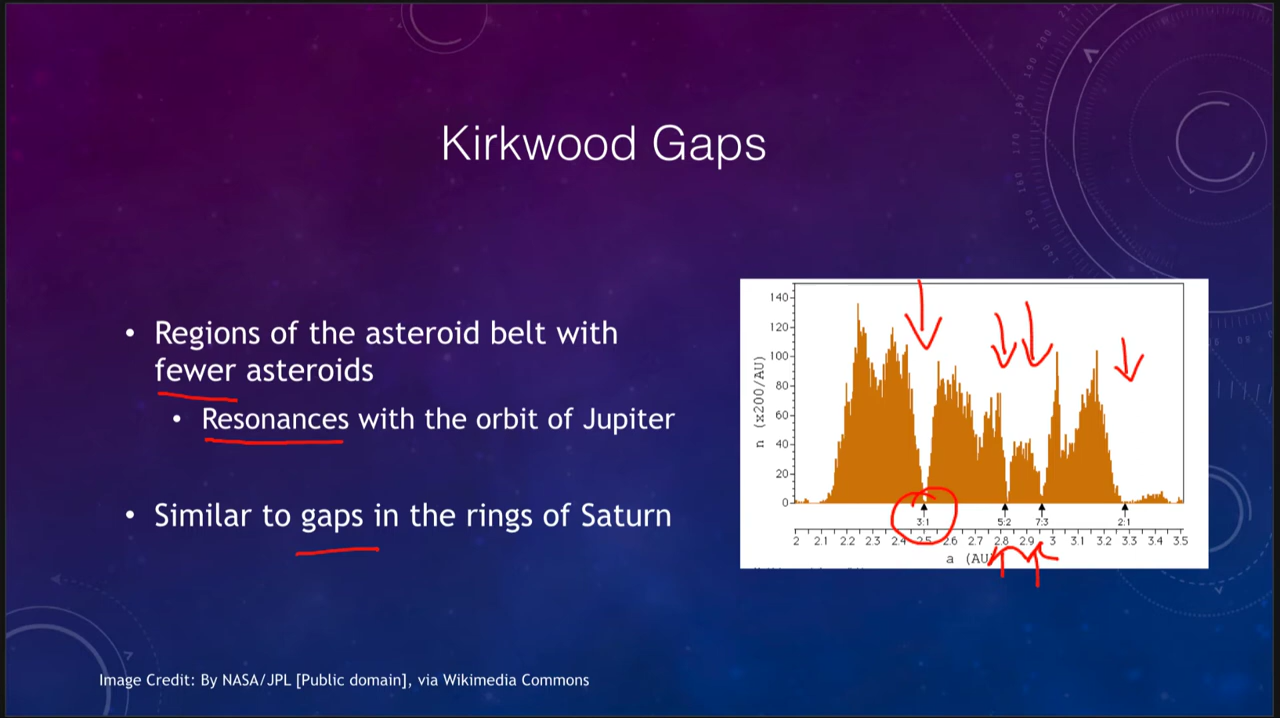 Kirkwood Gaps
• Regions of the asteroid belt with
fewer asteroids
• Resonances with the orbit of Jupiter
• Similar to gaps in the rings of Saturn
n (x200/AU)
140
120
100
80
60
40
20
0
3:1 5:2 7:3 2:1
2 2.1 2.2 2.3 2.4 2.5 2.6 2.7 2.8 2.9 3 3.1 3.2 3.3 3.4 3.5
a (AU)
Image Credit: By NASA/JPL [Public domain], via Wikimedia Commons